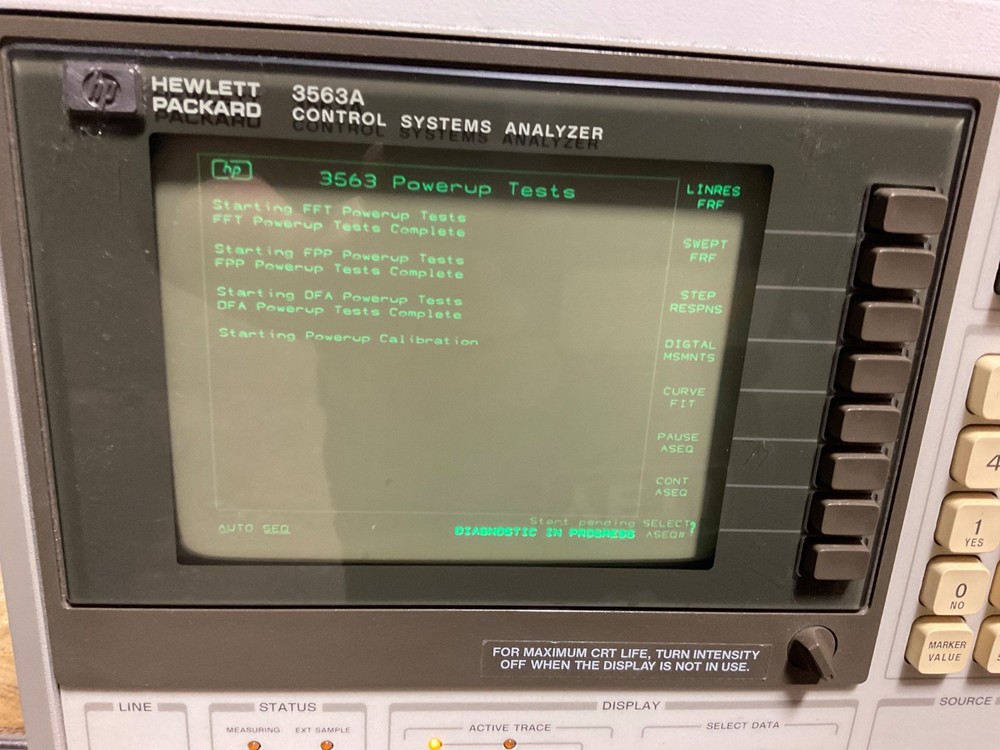 hp
HEWLETT
PACKARD
3563A
CONTROL SYSTEMS ANALYZER
hp
3563 Powerup Tests
Starting FFT Powerup Tests
FFT Powerup Tests Complete
Starting FPP Powerup Tests
FPP Powerup Tests Complete
Starting DFA Powerup Tests
DFA Powerup Tests Complete
Starting Powerup Calibration
AUTO SEQ
Start pending
DIAGNOSTIC IN PROGRESS
LINRES
FRF
SWEPT
FRF
STEP
RESPNS
DIGTAL
MSMNTS
CURVE
FIT
PAUSE
ASEQ
CONT
ASEQ
SELECT
ASEQ# ?
4
1
YES
0
NO
MARKER
VALUE
FOR MAXIMUM CRT LIFE, TURN INTENSITY
OFF WHEN THE DISPLAY IS NOT IN USE.
LINE
STATUS
MEASURING
EXT SAMPLE
DISPLAY
ACTIVE TRACE
SELECT DATA
SOURCE